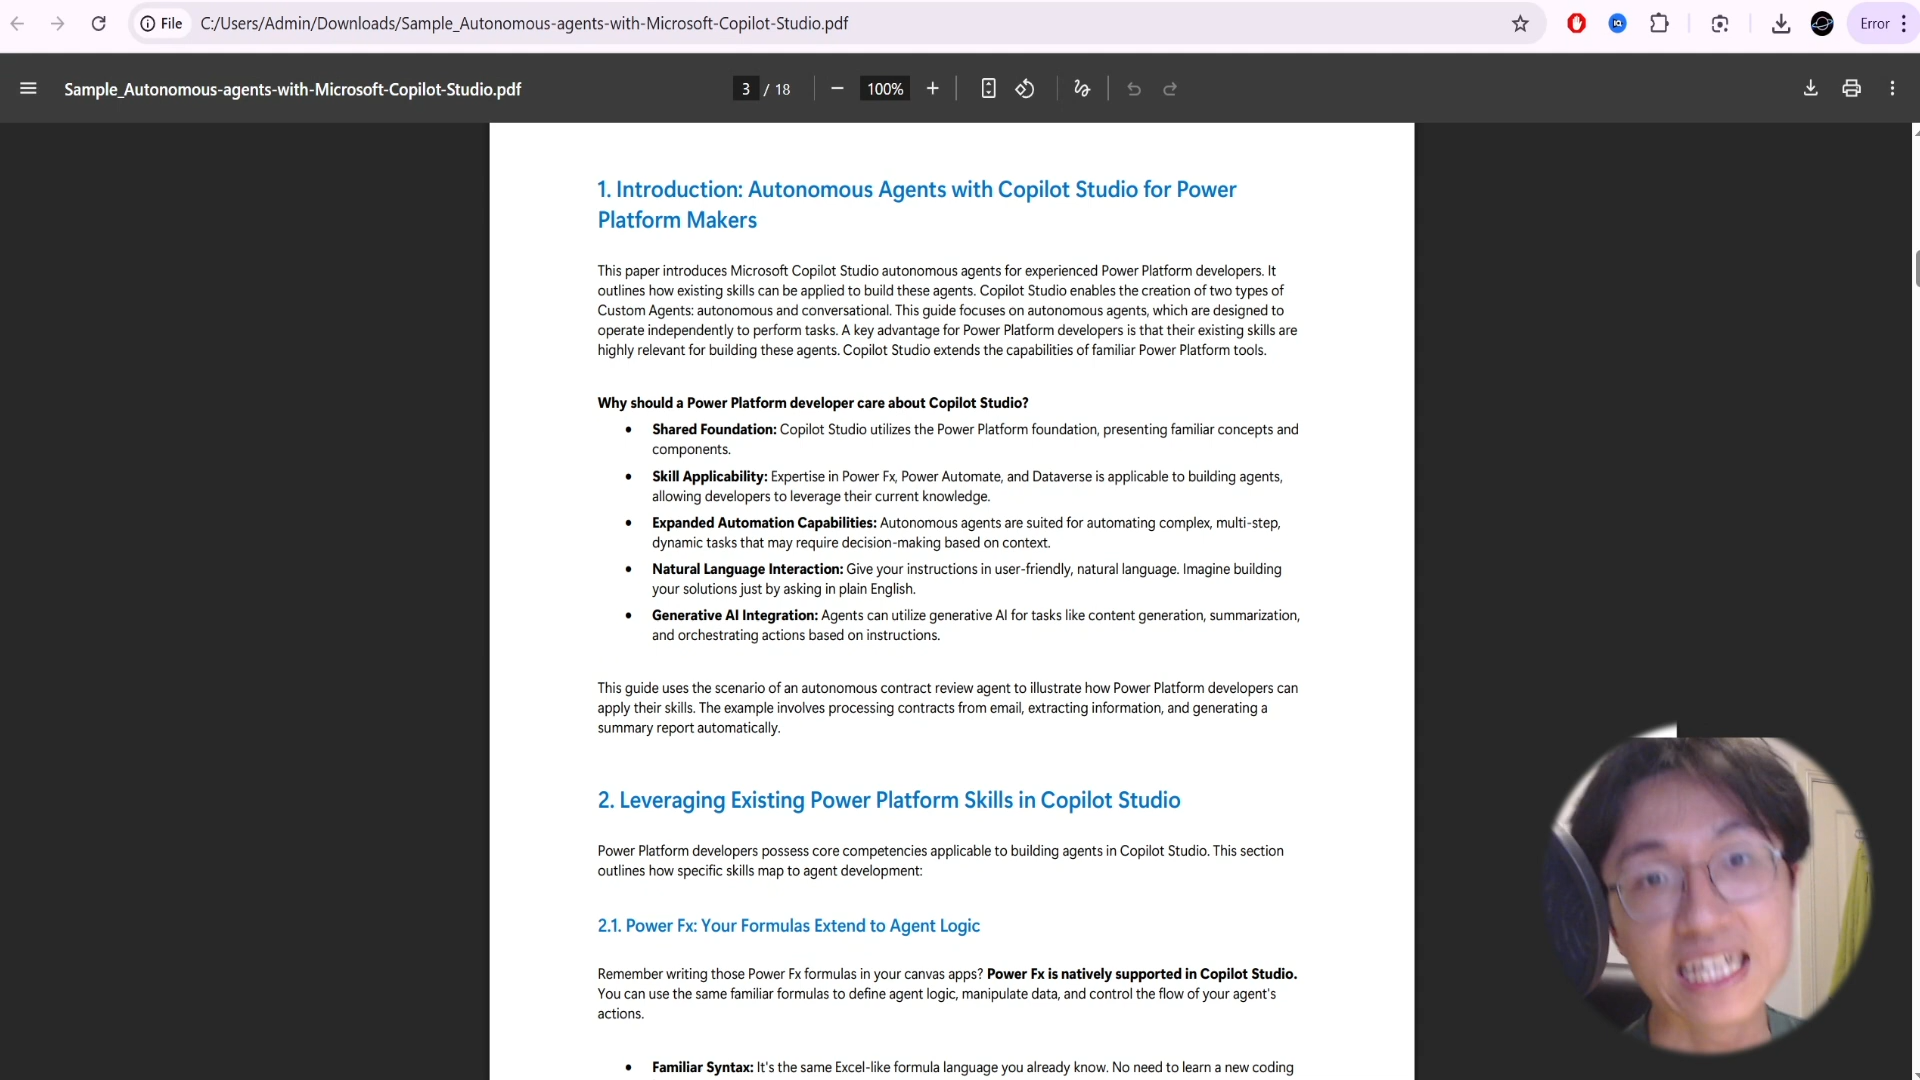 File
C:/Users/Admin/Downloads/Sample_Autonomous-agents-with-Microsoft-Copilot-Studio.pdf
Error
Sample_Autonomous-agents-with-Microsoft-Copilot-Studio.pdf
3 / 18
100%
1. Introduction: Autonomous Agents with Copilot Studio for Power
Platform Makers
This paper introduces Microsoft Copilot Studio autonomous agents for experienced Power Platform developers. It
outlines how existing skills can be applied to build these agents. Copilot Studio enables the creation of two types of
Custom Agents: autonomous and conversational. This guide focuses on autonomous agents, which are designed to
operate independently to perform tasks. A key advantage for Power Platform developers is that their existing skills are
highly relevant for building these agents. Copilot Studio extends the capabilities of familiar Power Platform tools.
Why should a Power Platform developer care about Copilot Studio?
• Shared Foundation: Copilot Studio utilizes the Power Platform foundation, presenting familiar concepts and
components.
• Skill Applicability: Expertise in Power Fx, Power Automate, and Dataverse is applicable to building agents,
allowing developers to leverage their current knowledge.
• Expanded Automation Capabilities: Autonomous agents are suited for automating complex, multi-step,
dynamic tasks that may require decision-making based on context.
• Natural Language Interaction: Give your instructions in user-friendly, natural language. Imagine building
your solutions just by asking in plain English.
• Generative AI Integration: Agents can utilize generative AI for tasks like content generation, summarization,
and orchestrating actions based on instructions.
This guide uses the scenario of an autonomous contract review agent to illustrate how Power Platform developers can
apply their skills. The example involves processing contracts from email, extracting information, and generating a
summary report automatically.
2. Leveraging Existing Power Platform Skills in Copilot Studio
Power Platform developers possess core competencies applicable to building agents in Copilot Studio. This section
outlines how specific skills map to agent development:
2.1. Power Fx: Your Formulas Extend to Agent Logic
Remember writing those Power Fx formulas in your canvas apps? Power Fx is natively supported in Copilot Studio.
You can use the same familiar formulas to define agent logic, manipulate data, and control the flow of your agent's
actions.
• Familiar Syntax: It's the same Excel-like formula language you already know. No need to learn a new coding